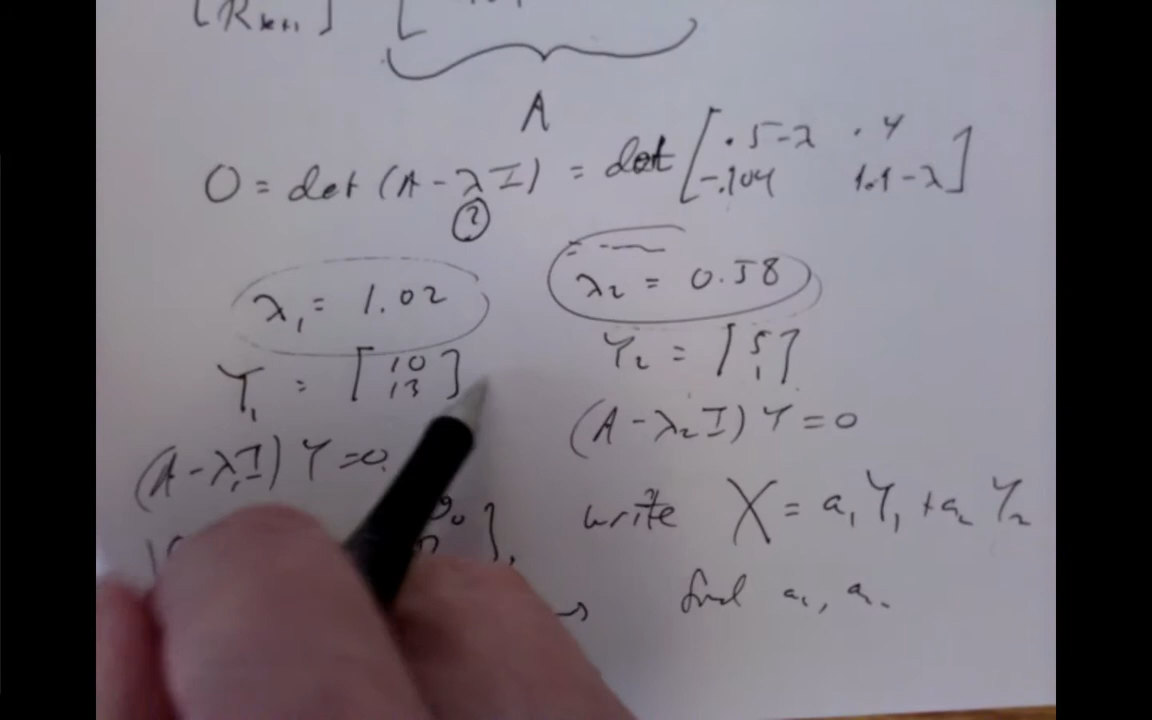 [R k+1]
A
0 = det (A - λ I) = det [.5-λ .4
-.104 1.1-λ]
?
λ₁ = 1.02 λ₂ = 0.58
Y₁ = [10 13] Y₂ = [5 1]
(A - λ₁I) Y = 0 (A - λ₂I) Y = 0
write X = a₁Y₁ + a₂Y₂
→ find a₁, a₂.